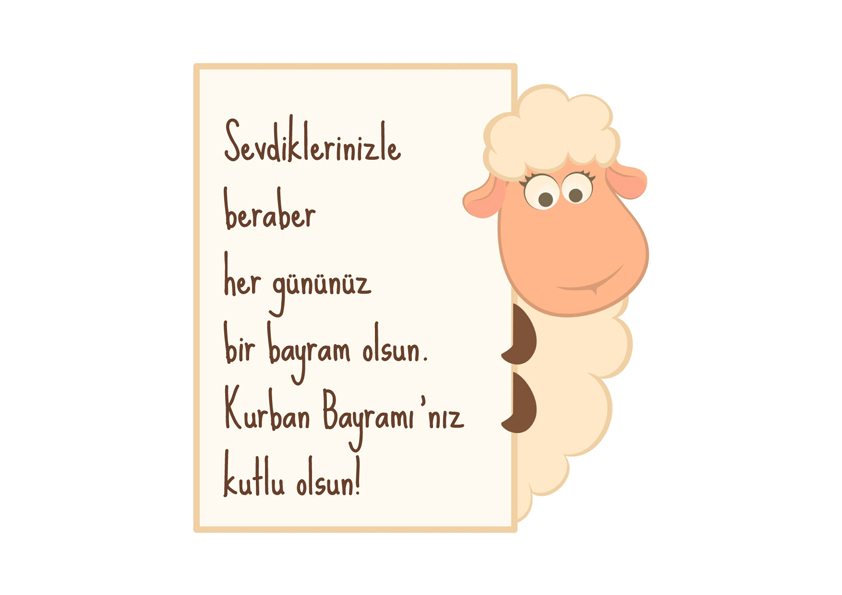 Sevdiklerinizle
beraber
her gününüz
bir bayram olsun.
Kurban Bayramı'nız
kutlu olsun!